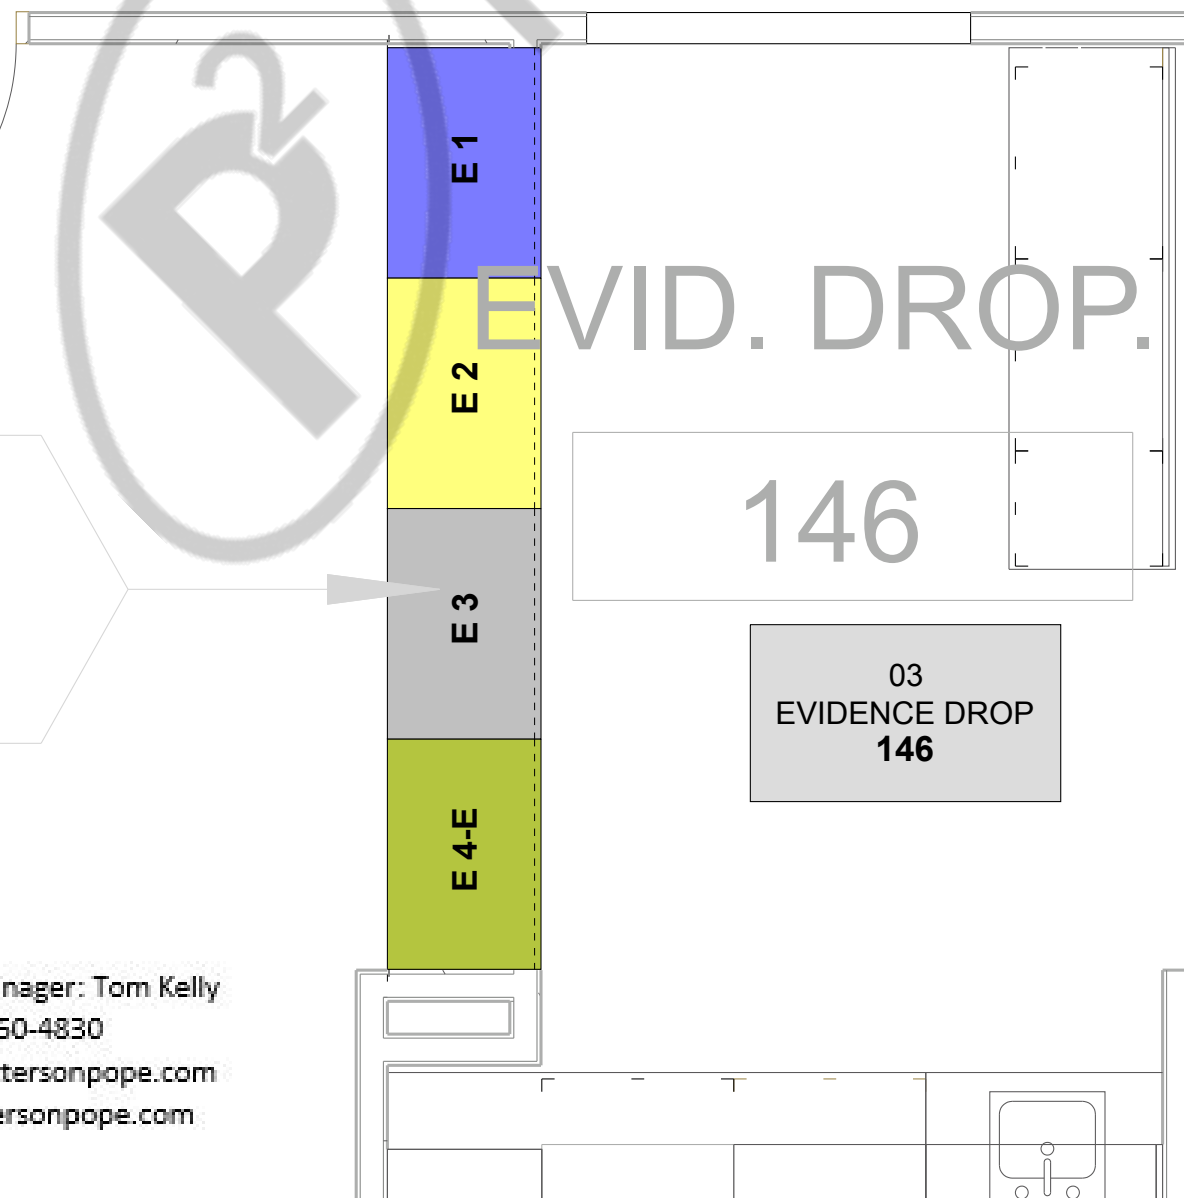 P2
E 1
EVID. DROP.
E 2
146
E 3
03
EVIDENCE DROP
146
E 4-E
nager: Tom Kelly
50-4830
tersonpope.com
ersonpope.com